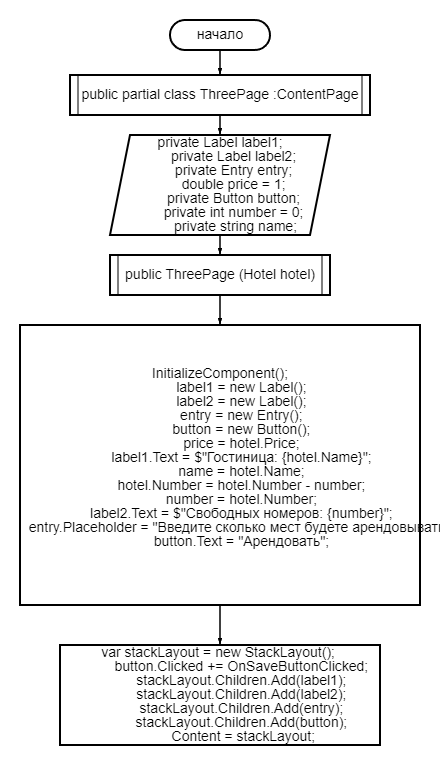 начало
public partial class ThreePage :ContentPage
private Label label1;
private Label label2;
private Entry entry;
double price = 1;
private Button button;
private int number = 0;
private string name;
public ThreePage (Hotel hotel)
InitializeComponent();
label1 = new Label();
label2 = new Label();
entry = new Entry();
button = new Button();
price = hotel.Price;
label1.Text = $"Гостиница: {hotel.Name}";
name = hotel.Name;
hotel.Number = hotel.Number - number;
number = hotel.Number;
label2.Text = $"Свободных номеров: {number}";
entry.Placeholder = "Введите сколько мест будете арендовыват
button.Text = "Арендовать";
var stackLayout = new StackLayout();
button.Clicked += OnSaveButtonClicked;
stackLayout.Children.Add(label1);
stackLayout.Children.Add(label2);
stackLayout.Children.Add(entry);
stackLayout.Children.Add(button);
Content = stackLayout;